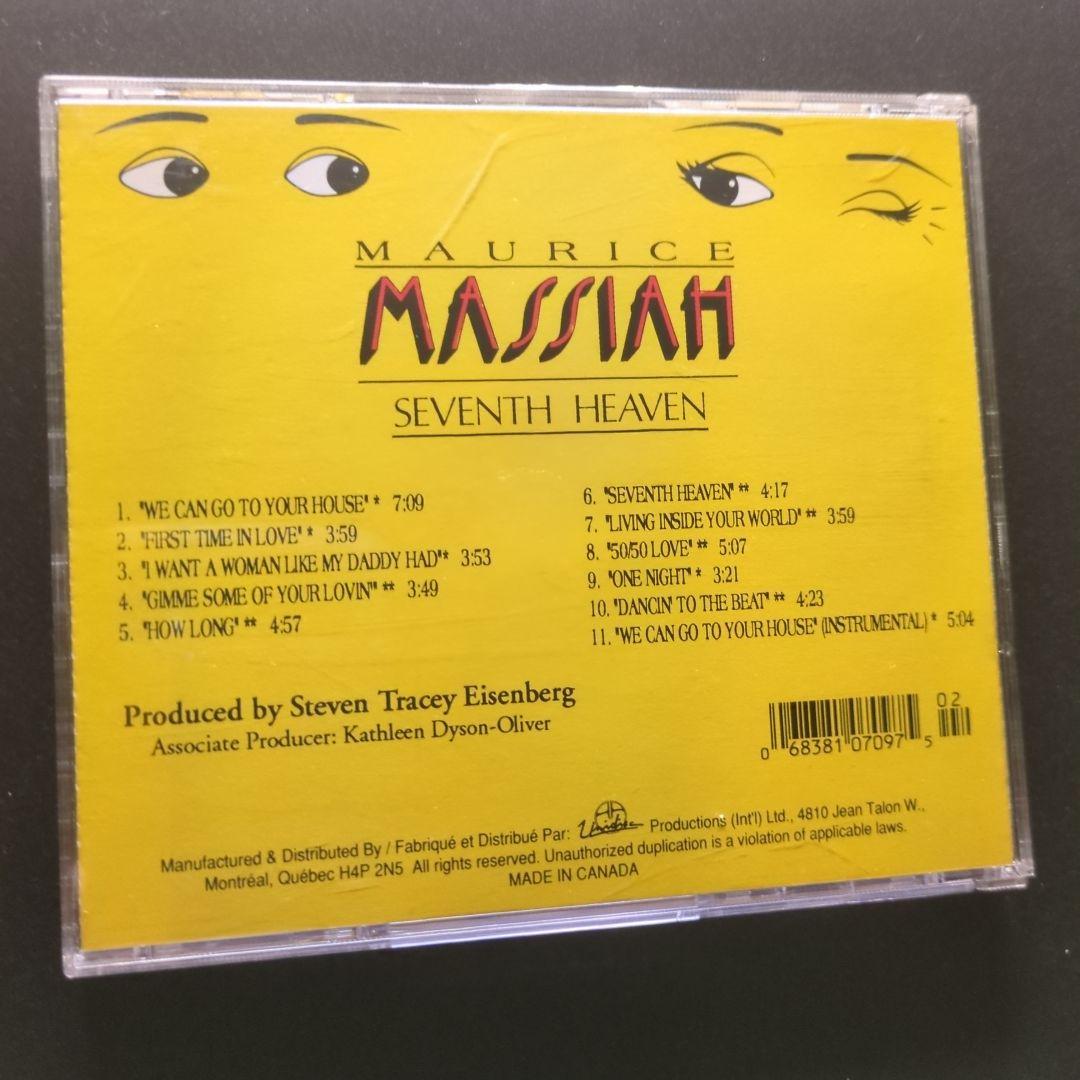 MAURICE
MASSIAH
SEVENTH HEAVEN
1. "WE CAN GO TO YOUR HOUSE" * 7:09
2. "FIRST TIME IN LOVE" * 3:59
3. "I WANT A WOMAN LIKE MY DADDY HAD"* 3:53
4. "GIMME SOME OF YOUR LOVIN'" ** 3:49
5. "HOW LONG" ** 4:57
6. "SEVENTH HEAVEN" ** 4:17
7. "LIVING INSIDE YOUR WORLD" ** 3:59
8. "50/50 LOVE" ** 5:07
9. "ONE NIGHT" * 3:21
10. "DANCIN' TO THE BEAT" ** 4:23
11. "WE CAN GO TO YOUR HOUSE" (INSTRUMENTAL) * 5:04
Produced by Steven Tracey Eisenberg
Associate Producer: Kathleen Dyson-Oliver
02
0 68381 07097 5
Manufactured & Distributed By / Fabriqué et Distribué Par: Unidisc Productions (Int'l) Ltd., 4810 Jean Talon W.,
Montréal, Québec H4P 2N5 All rights reserved. Unauthorized duplication is a violation of applicable laws.
MADE IN CANADA